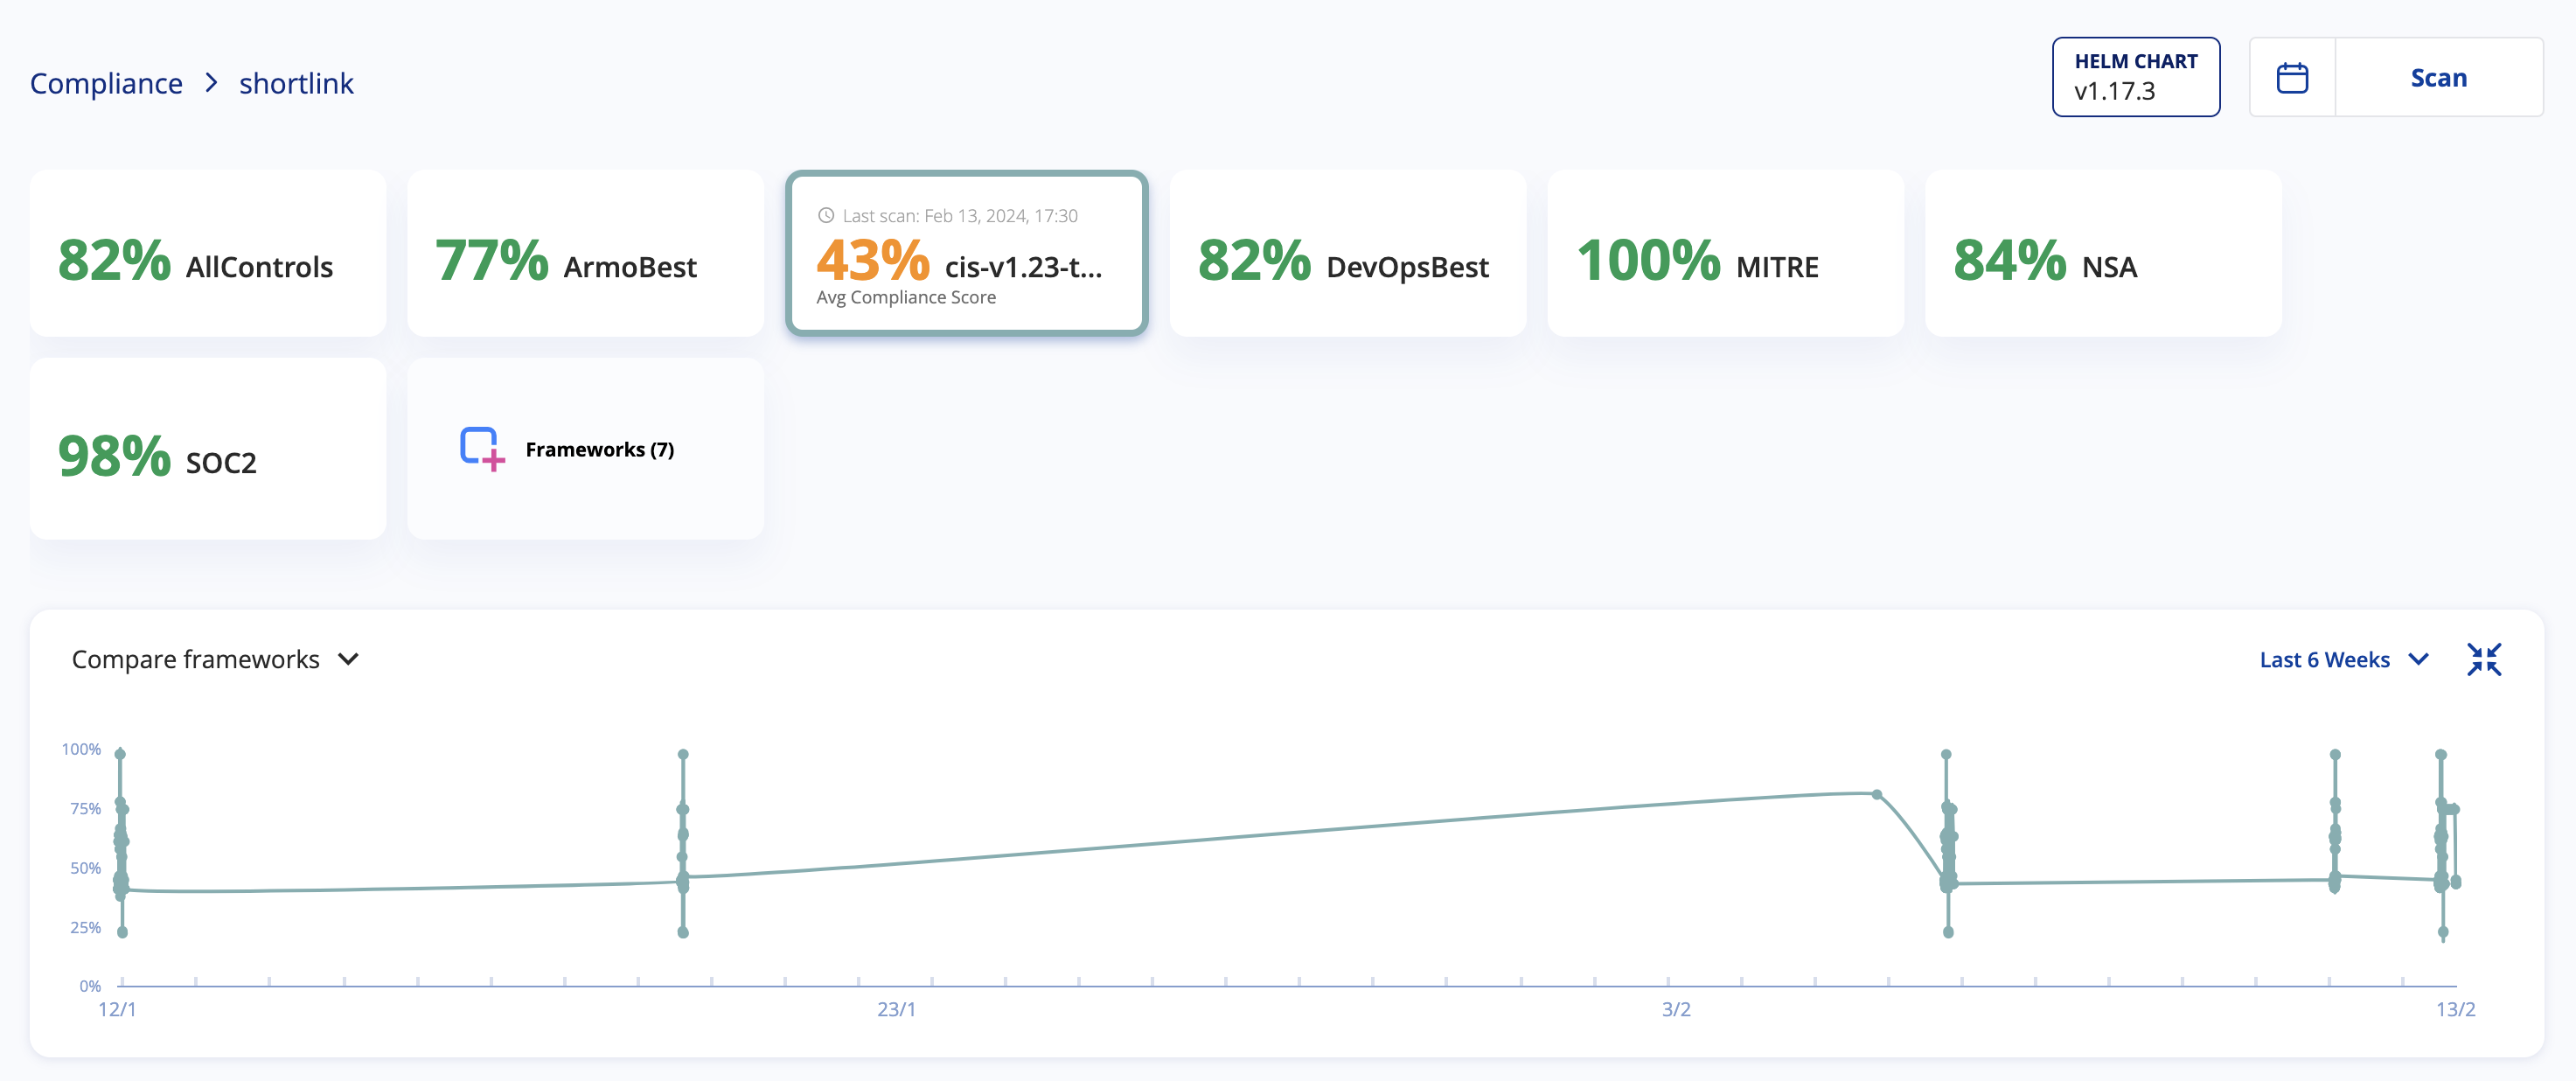 Compliance > shortlink
HELM CHART
v1.17.3
Scan
82% AllControls
77% ArmoBest
Last scan: Feb 13, 2024, 17:30
43% cis-v1.23-t...
Avg Compliance Score
82% DevOpsBest
100% MITRE
84% NSA
98% SOC2
Frameworks (7)
Compare frameworks
Last 6 Weeks
100%
75%
50%
25%
0%
12/1
23/1
3/2
13/2